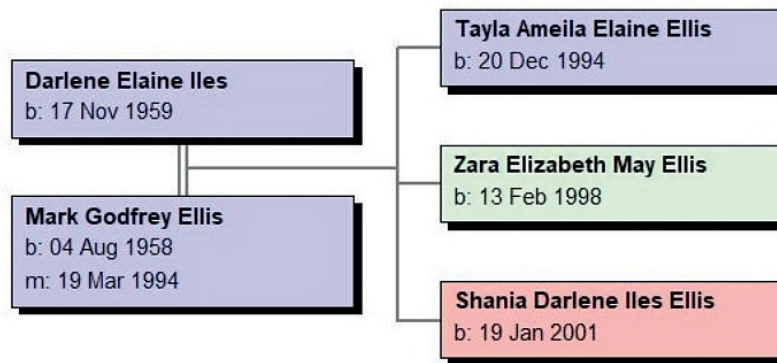 Darlene Elaine Iles
b: 17 Nov 1959
Mark Godfrey Ellis
b: 04 Aug 1958
m: 19 Mar 1994
Tayla Ameila Elaine Ellis
b: 20 Dec 1994
Zara Elizabeth May Ellis
b: 13 Feb 1998
Shania Darlene Iles Ellis
b: 19 Jan 2001